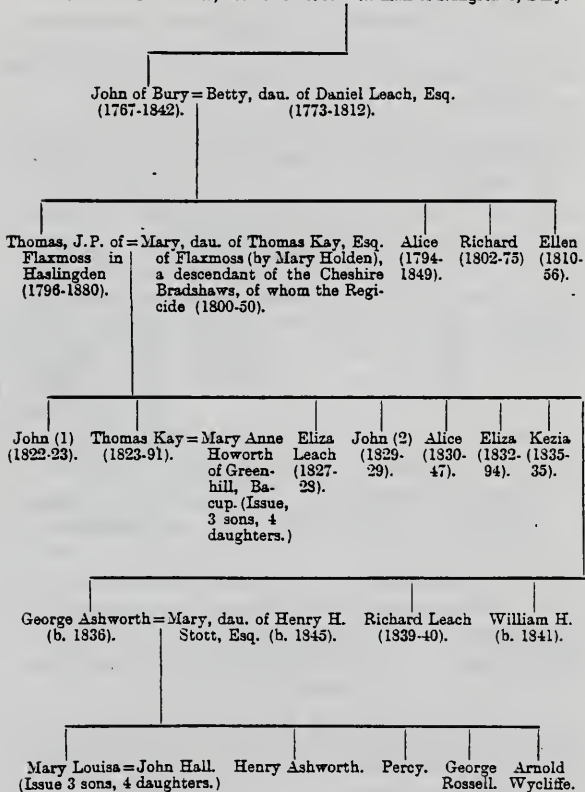 John of Bury = Betty, dau. of Daniel Leach, Esq.
(1767-1842). (1773-1812).
Thomas, J.P. of = Mary, dau. of Thomas Kay, Esq. Alice Richard Ellen
Flaxmoss in of Flaxmoss (by Mary Holden), (1794- (1802-75) (1810-
Haslingden a descendant of the Cheshire 1849). 56).
(1796-1880). Bradshaws, of whom the Regi-
cide (1800-50).
John (1) Thomas Kay = Mary Anne Eliza John (2) Alice Eliza Kezia
(1822-23) (1823-91). Howorth Leach (1829- (1830- (1832- (1835-
of Green- (1827- 29). 47). 94). 35).
hill, Ba- 28).
cup. (Issue,
3 sons, 4
daughters.)
George Ashworth = Mary, dau. of Henry H. Richard Leach William H.
(b. 1836). Stott, Esq. (b. 1845). (1839-40). (b. 1841).
Mary Louisa = John Hall. Henry Ashworth. Percy. George Arnold
(Issue 3 sons, 4 daughters.) Rossell. Wycliffe.